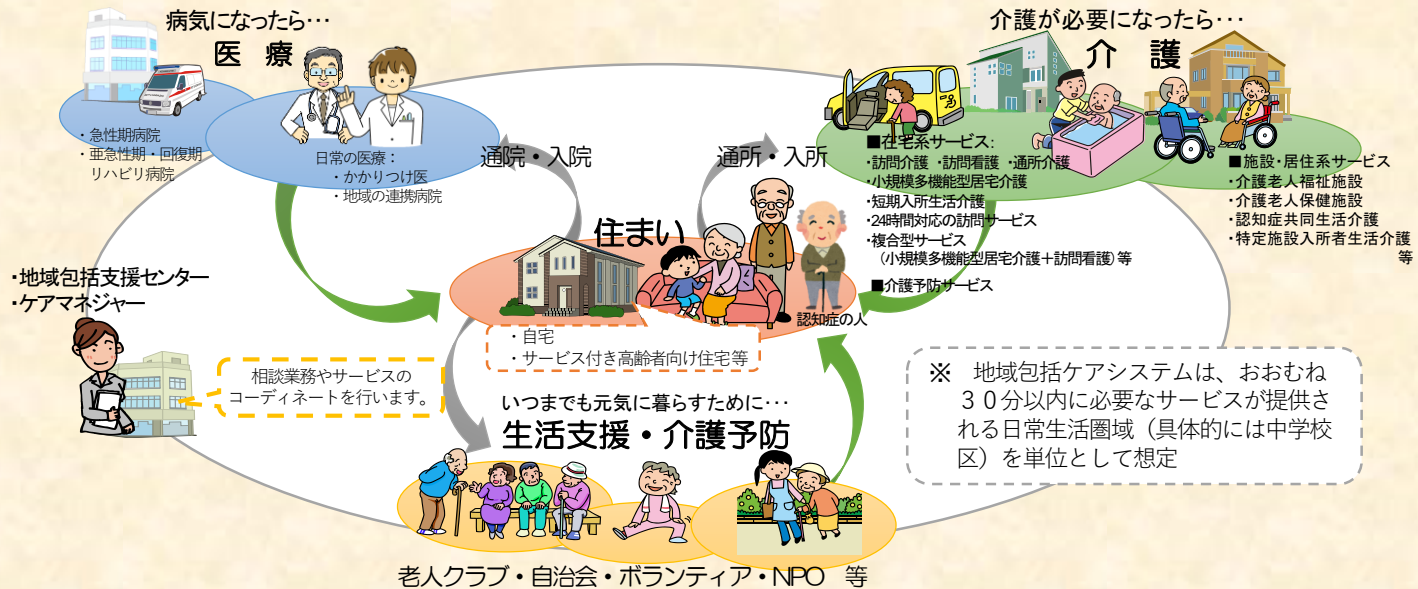 病気になったら･･･
医 療
・急性期病院
・亜急性期・回復期
リハビリ病院
日常の医療：
・かかりつけ医
・地域の連携病院
通院・入院
通所・入所
介護が必要になったら･･･
介 護
■在宅系サービス：
・訪問介護 ・訪問看護 ・通所介護
・小規模多機能型居宅介護
・短期入所生活介護
・24時間対応の訪問サービス
・複合型サービス
（小規模多機能型居宅介護＋訪問看護）等
■介護予防サービス
■施設・居住系サービス
・介護老人福祉施設
・介護老人保健施設
・認知症共同生活介護
・特定施設入所者生活介護
等
住まい
認知症の人
・自宅
・サービス付き高齢者向け住宅等
・地域包括支援センター
・ケアマネジャー
相談業務やサービスの
コーディネートを行います。
いつまでも元気に暮らすために･･･
生活支援・介護予防
老人クラブ・自治会・ボランティア・NPO 等
※ 地域包括ケアシステムは、おおむね
３０分以内に必要なサービスが提供さ
れる日常生活圏域（具体的には中学校
区）を単位として想定